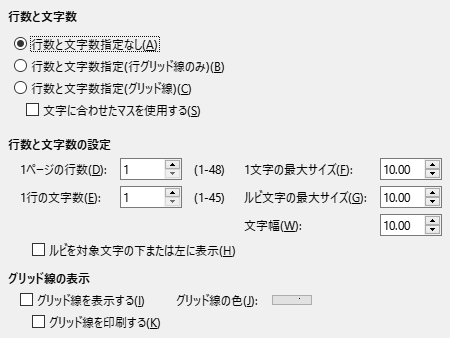 行数と文字数
行数と文字数指定なし(A)
行数と文字数指定(行グリッド線のみ)(B)
行数と文字数指定(グリッド線)(C)
文字に合わせたマスを使用する(S)
行数と文字数の設定
1ページの行数(D): 1 (1-48) 1文字の最大サイズ(F): 10.00
1行の文字数(E): 1 (1-45) ルビ文字の最大サイズ(G): 10.00
文字幅(W): 10.00
ルビを対象文字の下または左に表示(H)
グリッド線の表示
グリッド線を表示する(I) グリッド線の色(J):
グリッド線を印刷する(K)